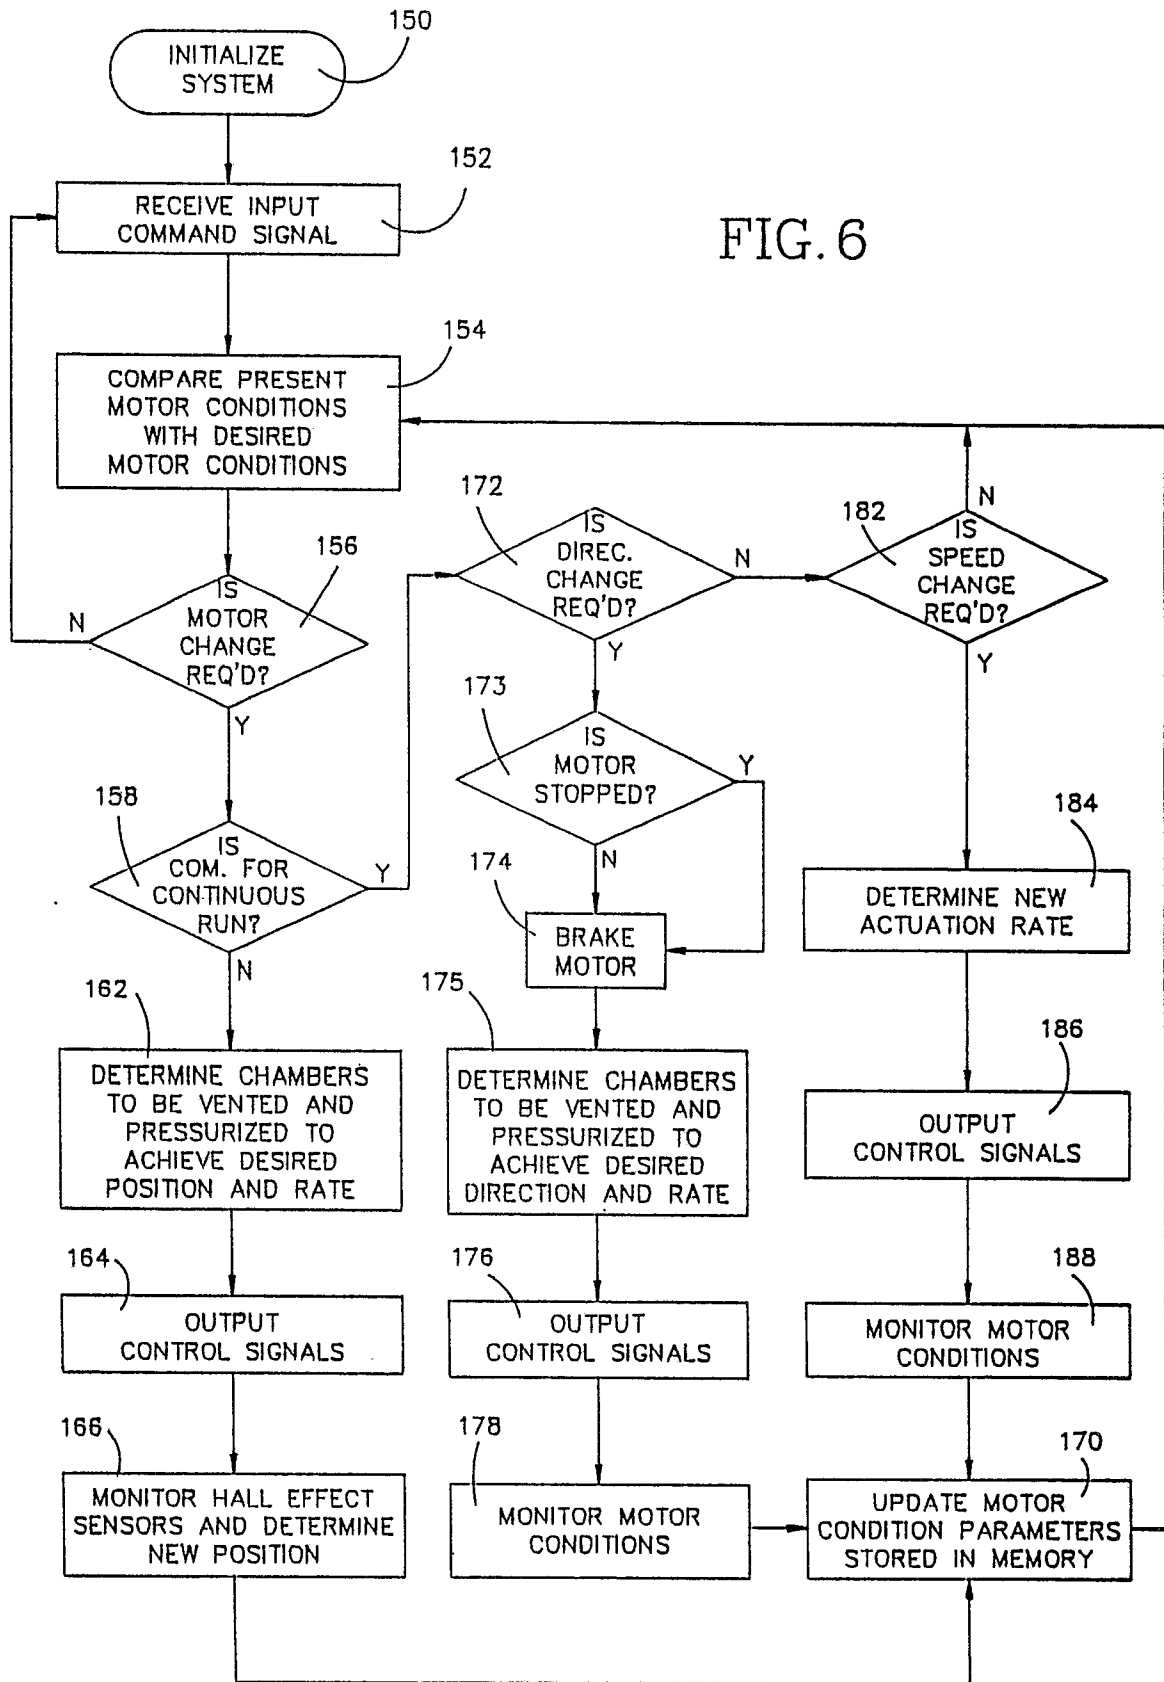 150
INITIALIZE
SYSTEM
152
RECEIVE INPUT
COMMAND SIGNAL
FIG. 6
154
COMPARE PRESENT
MOTOR CONDITIONS
WITH DESIRED
MOTOR CONDITIONS
156
IS
MOTOR
CHANGE
REQ'D?
N
Y
158
IS
COM. FOR
CONTINUOUS
RUN?
Y
N
162
DETERMINE CHAMBERS
TO BE VENTED AND
PRESSURIZED TO
ACHIEVE DESIRED
POSITION AND RATE
164
OUTPUT
CONTROL SIGNALS
166
MONITOR HALL EFFECT
SENSORS AND DETERMINE
NEW POSITION
172
IS
DIREC.
CHANGE
REQ'D?
N
Y
173
IS
MOTOR
STOPPED?
Y
N
174
BRAKE
MOTOR
175
DETERMINE CHAMBERS
TO BE VENTED AND
PRESSURIZED TO
ACHIEVE DESIRED
DIRECTION AND RATE
176
OUTPUT
CONTROL SIGNALS
178
MONITOR MOTOR
CONDITIONS
182
N
IS
SPEED
CHANGE
REQ'D?
Y
184
DETERMINE NEW
ACTUATION RATE
186
OUTPUT
CONTROL SIGNALS
188
MONITOR MOTOR
CONDITIONS
170
UPDATE MOTOR
CONDITION PARAMETERS
STORED IN MEMORY